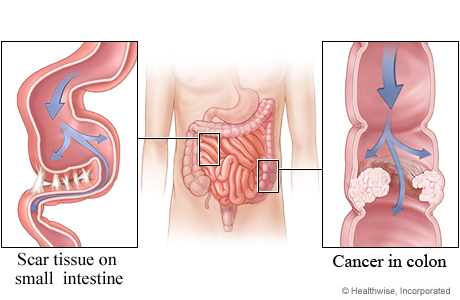 Scar tissue on
small intestine
Cancer in colon
© Healthwise, Incorporated